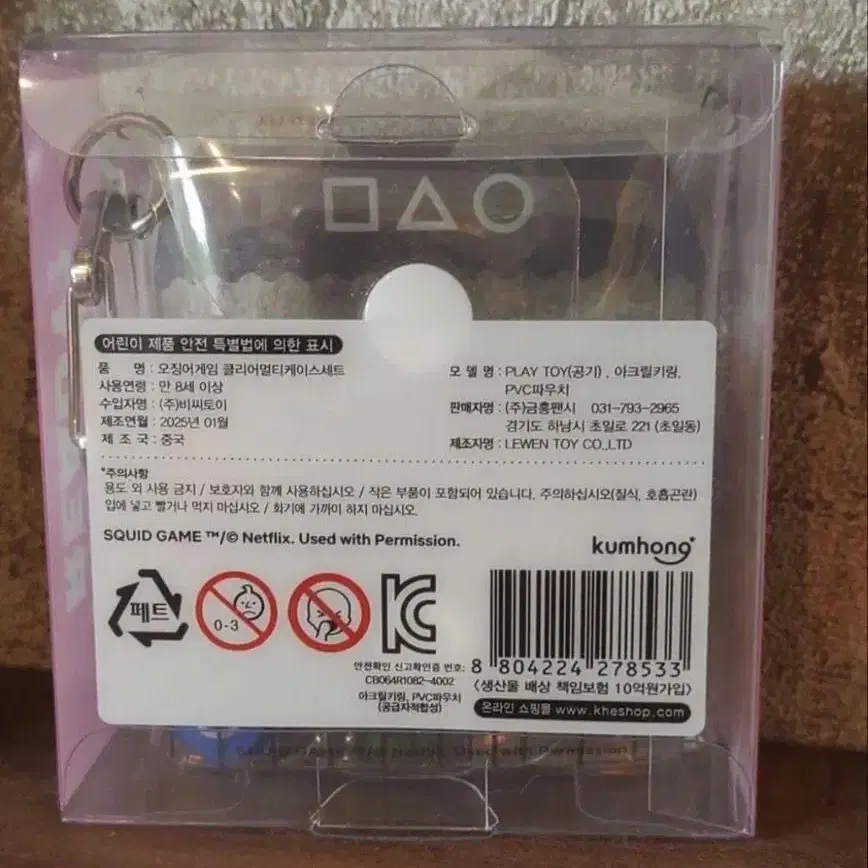 어린이 제품 안전 특별법에 의한 표시
품 명 : 오징어게임 클리어멀티케이스세트
사용연령 : 만 8세 이상
수입자명 : (주)비씨토이
제조연월 : 2025년 01월
제 조 국 : 중국
모 델 명 : PLAY TOY(공기) , 아크릴키링,
PVC파우치
판매자명 : (주)금홍팬시 031-793-2965
경기도 하남시 초일로 221 (초일동)
제조자명 : LEWEN TOY CO.,LTD
*주의사항
용도 외 사용 금지 / 보호자와 함께 사용하십시오 / 작은 부품이 포함되어 있습니다. 주의하십시오(질식, 호흡곤란)
입에 넣고 빨거나 먹지 마십시오 / 화기에 가까이 하지 마십시오.
SQUID GAME ™/© Netflix. Used with Permission.
kumhong
페트
0-3
안전확인 신고확인증 번호:
CB064R1082-4002
아크릴키링, PVC파우치
(공급자적합성)
8 804224 278533
<생산물 배상 책임보험 10억원가입>
온라인 쇼핑몰 www.kheshop.com
SQUID GAME ™/© Netflix. Used with Permission